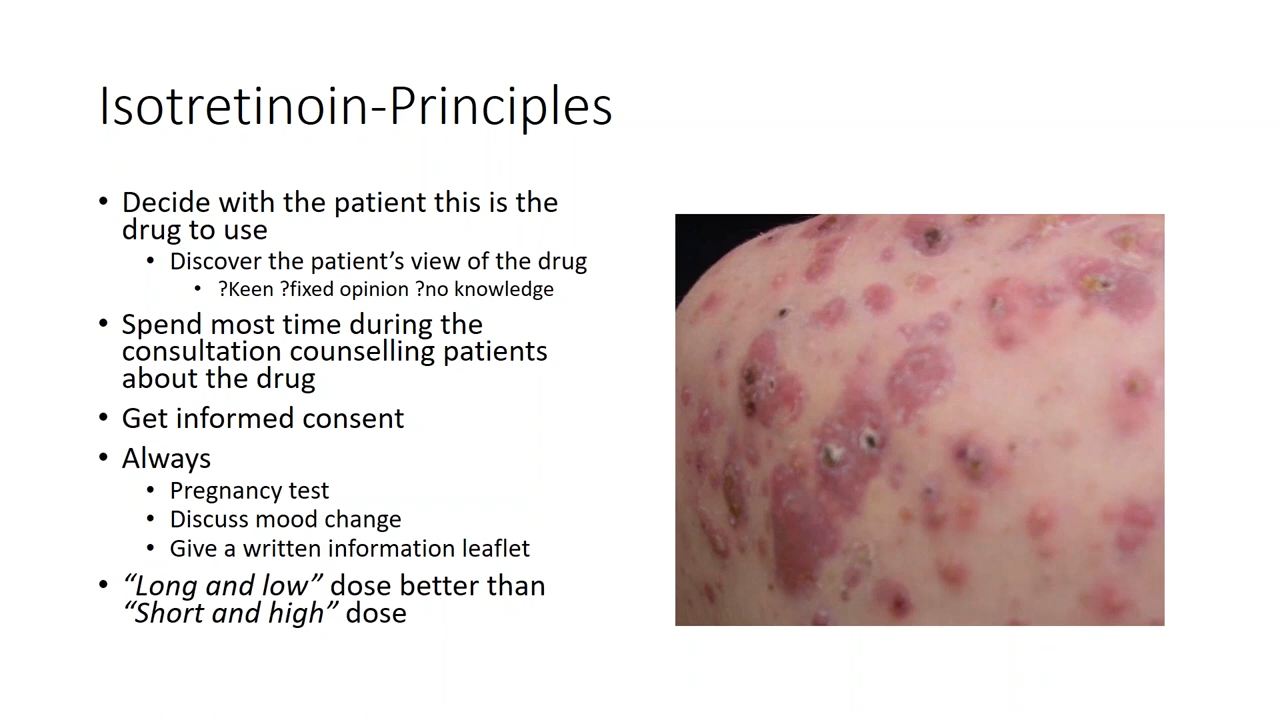 Isotretinoin-Principles
• Decide with the patient this is the
drug to use
• Discover the patient’s view of the drug
• ?Keen ?fixed opinion ?no knowledge
• Spend most time during the
consultation counselling patients
about the drug
• Get informed consent
• Always
• Pregnancy test
• Discuss mood change
• Give a written information leaflet
• “Long and low” dose better than
“Short and high” dose